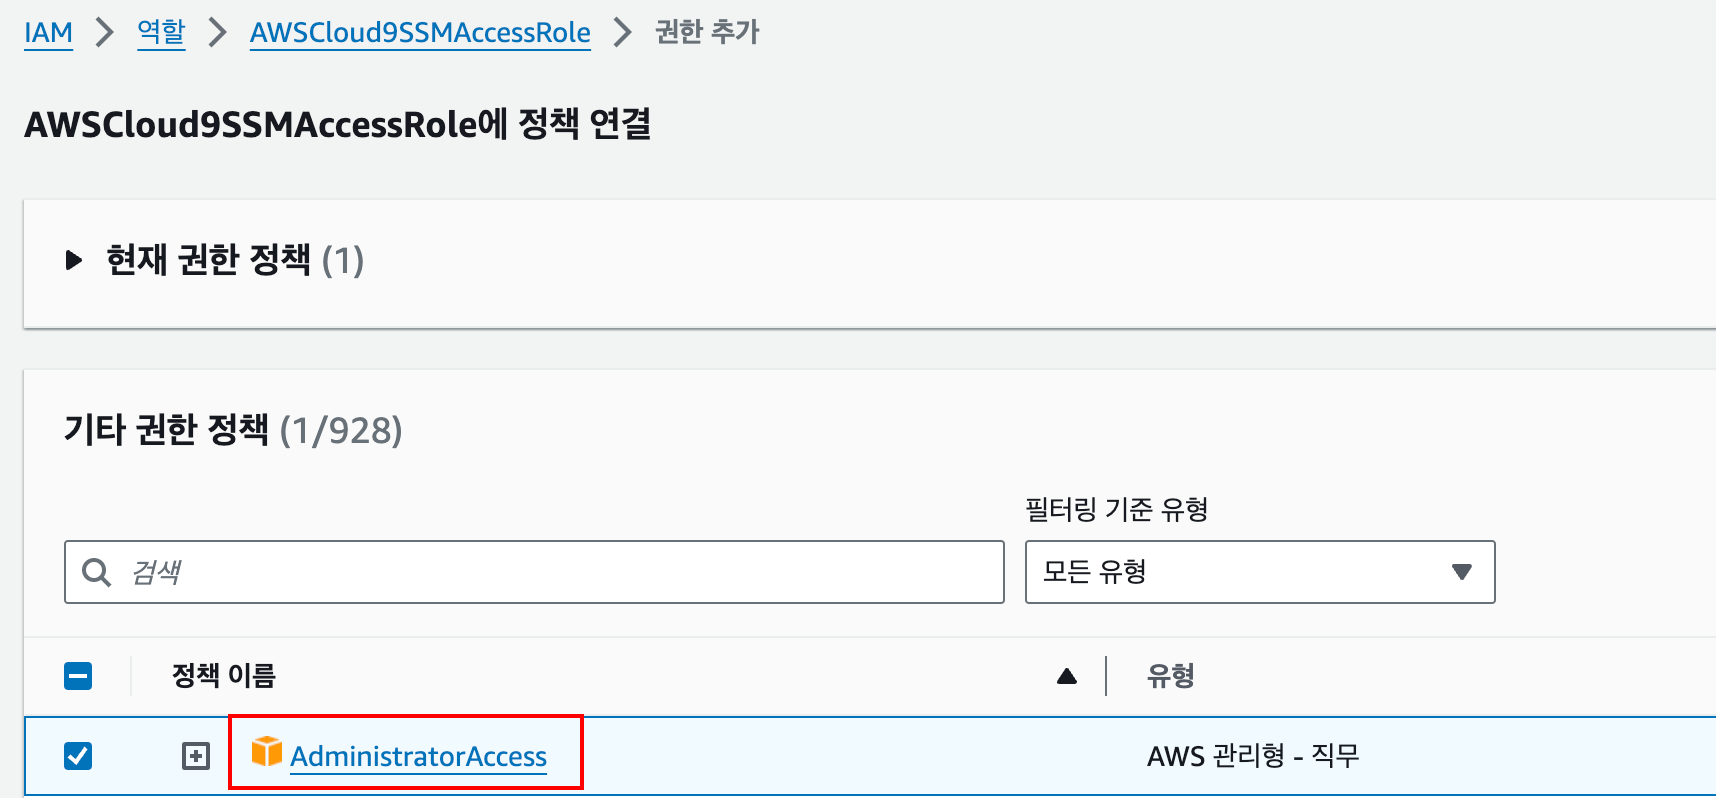 IAM > 역할 > AWSCloud9SSMAccessRole > 권한 추가
AWSCloud9SSMAccessRole에 정책 연결
현재 권한 정책 (1)
기타 권한 정책 (1/928)
필터링 기준 유형
검색 모든 유형
정책 이름 유형
AdministratorAccess AWS 관리형 - 직무